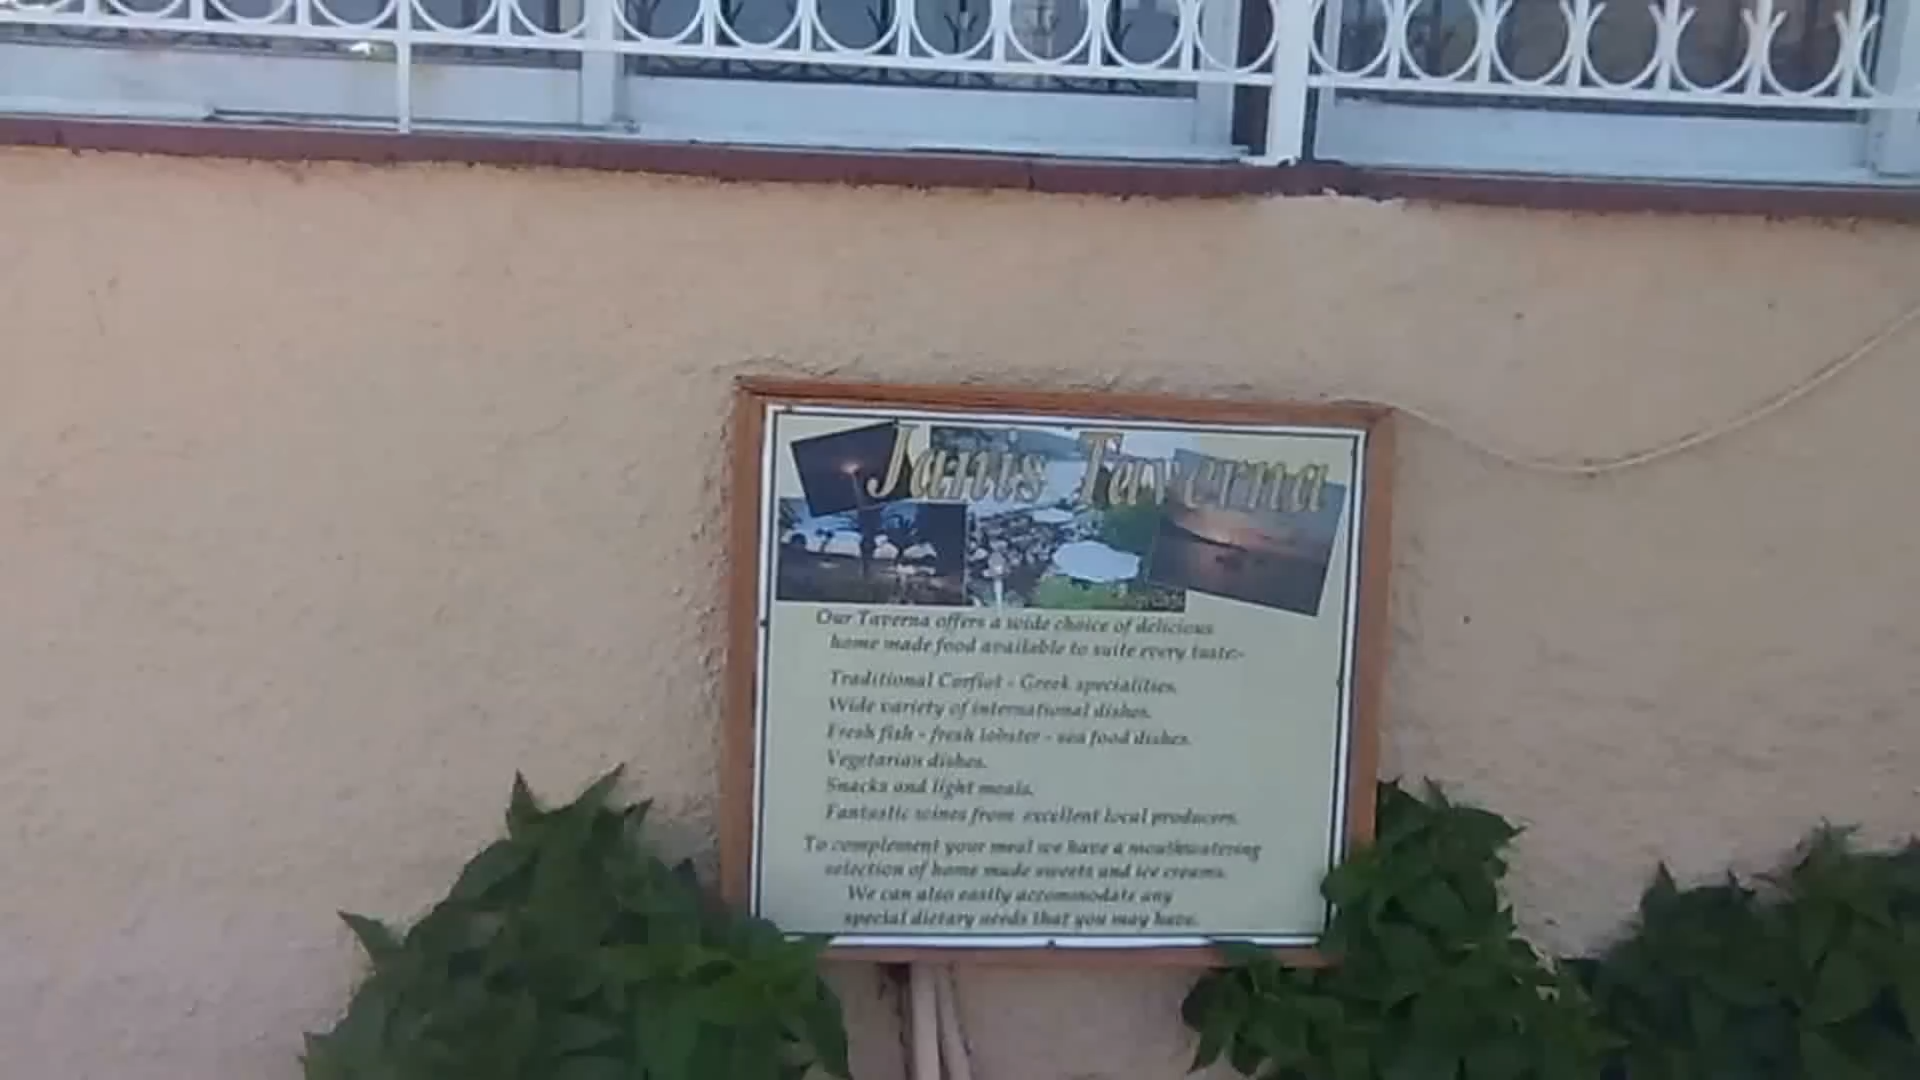 Janis Taverna
Our Taverna offers a wide choice of delicious
home made food available to suite every taste:-
Traditional Corfiot - Greek specialities.
Wide variety of international dishes.
Fresh fish - fresh lobster - sea food dishes.
Vegetarian dishes.
Snacks and light meals.
Fantastic wines from excellent local producers.
To complement your meal we have a mouthwatering
selection of home made sweets and ice creams.
We can also easily accommodate any
special dietary needs that you may have.